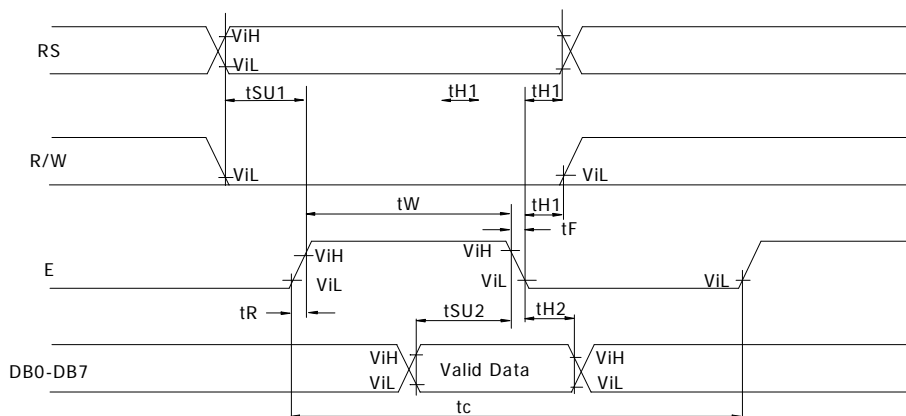 RS
ViH
ViL
tSU1
tH1
tH1
R/W
ViL
ViL
tW
tH1
tF
E
ViH
ViL
ViH
ViL
ViL
tR
tSU2
tH2
DB0-DB7
ViH
ViL
Valid Data
ViH
ViL
tc